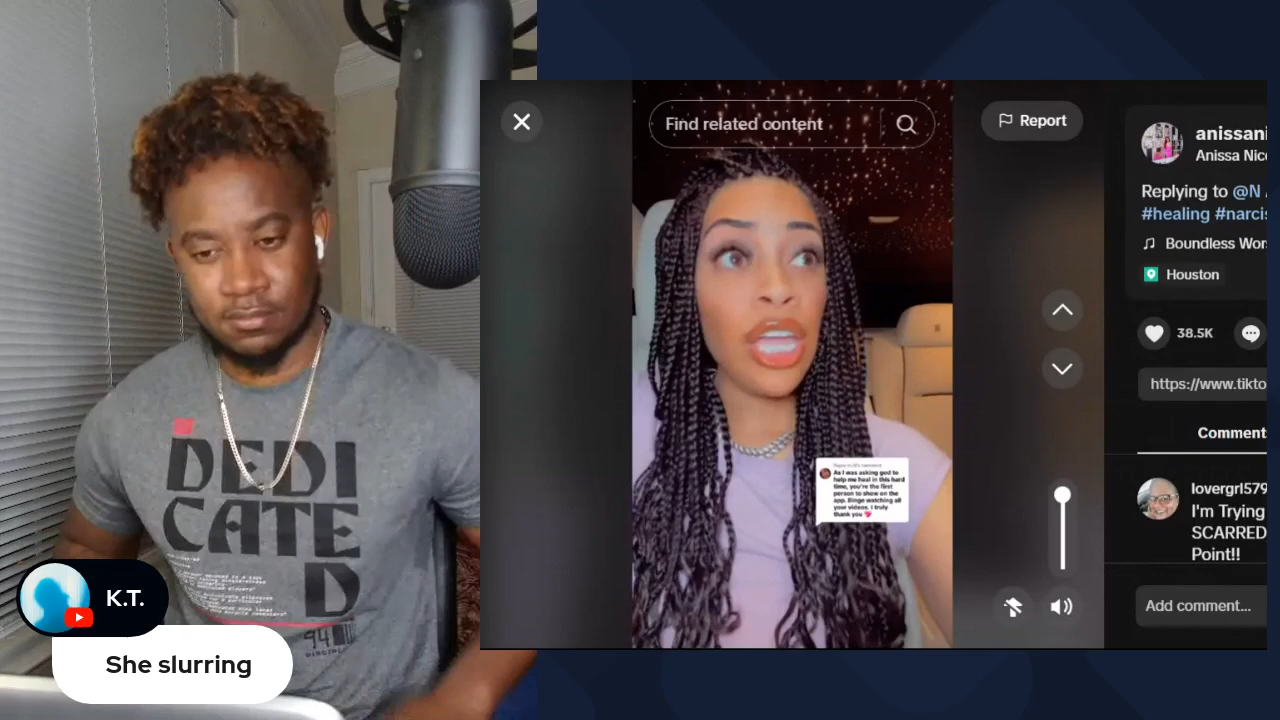 Find related content
Report
anissani
Anissa Nico
Replying to @N
#healing #narcis
Boundless Wor
Houston
38.5K
https://www.tikto
Comment
lovergrl579
I'm Trying
SCARRED
Point!!
Add comment...
As I was asking god to
help me heal in this hard
time, you're the first
person to show on the
app. Binge watching all
your videos. I truly
thank you
DEDI
CATE
D
94
K.T.
She slurring